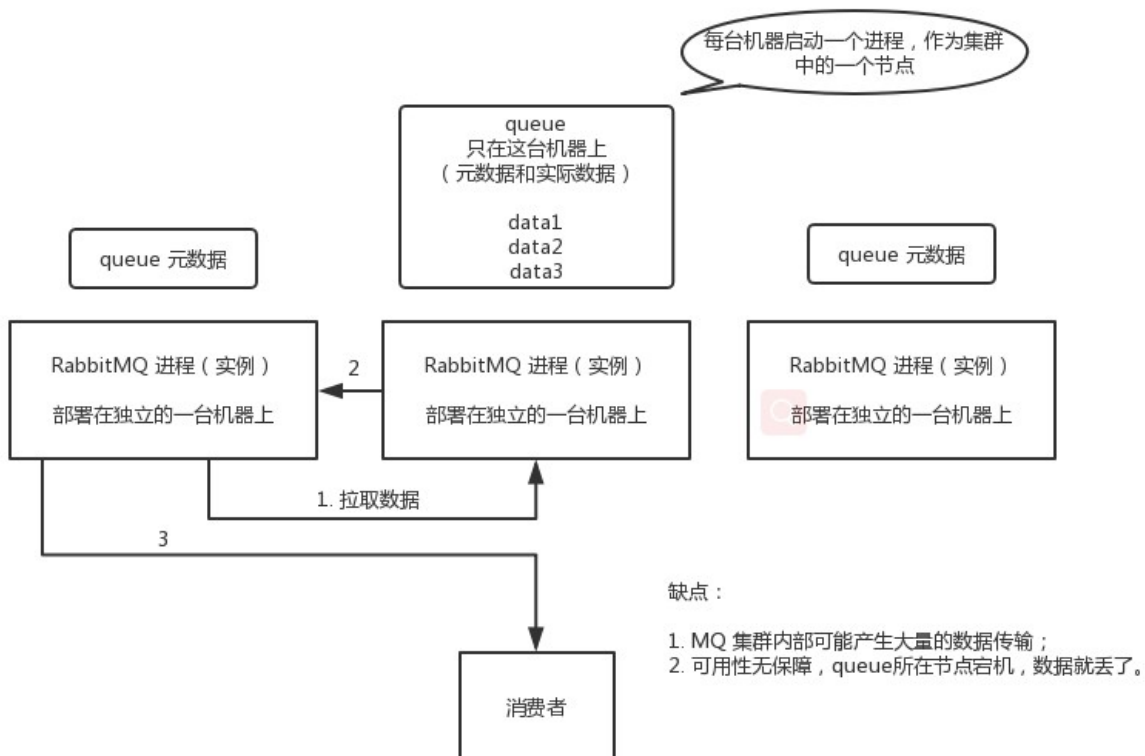 每台机器启动一个进程，作为集群
中的一个节点
queue
只在这台机器上
（元数据和实际数据）
data1
data2
data3
queue 元数据
queue 元数据
RabbitMQ 进程（实例）
部署在独立的一台机器上
2
RabbitMQ 进程（实例）
部署在独立的一台机器上
RabbitMQ 进程（实例）
部署在独立的一台机器上
1. 拉取数据
3
缺点：
1. MQ 集群内部可能产生大量的数据传输；
2. 可用性无保障，queue所在节点宕机，数据就丢了。
消费者